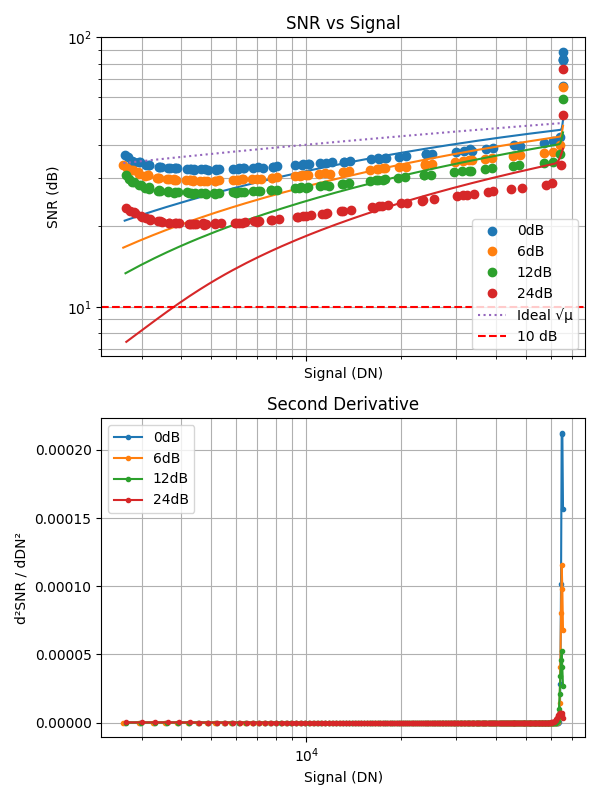 SNR vs Signal
10²
10¹
SNR (dB)
0dB
6dB
12dB
24dB
Ideal √μ
10 dB
Signal (DN)
Second Derivative
0dB
6dB
12dB
24dB
0.00020
0.00015
0.00010
0.00005
0.00000
d²SNR / dDN²
10⁴
Signal (DN)